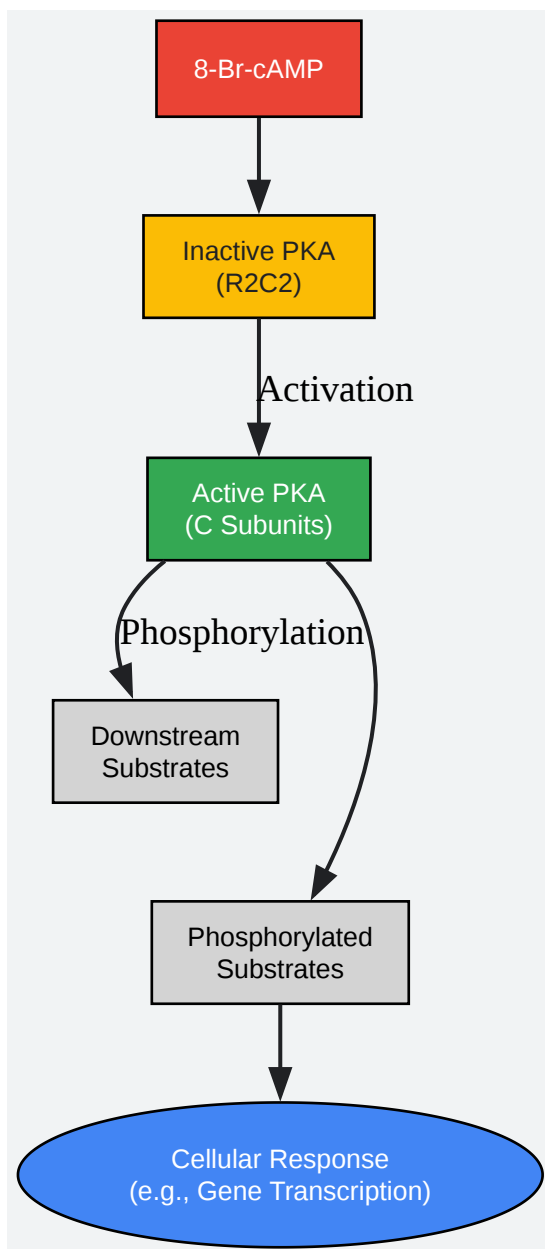 8-Br-cAMP
Inactive PKA
(R2C2)
Activation
Active PKA
(C Subunits)
Phosphorylation
Downstream
Substrates
Phosphorylated
Substrates
Cellular Response
(e.g., Gene Transcription)